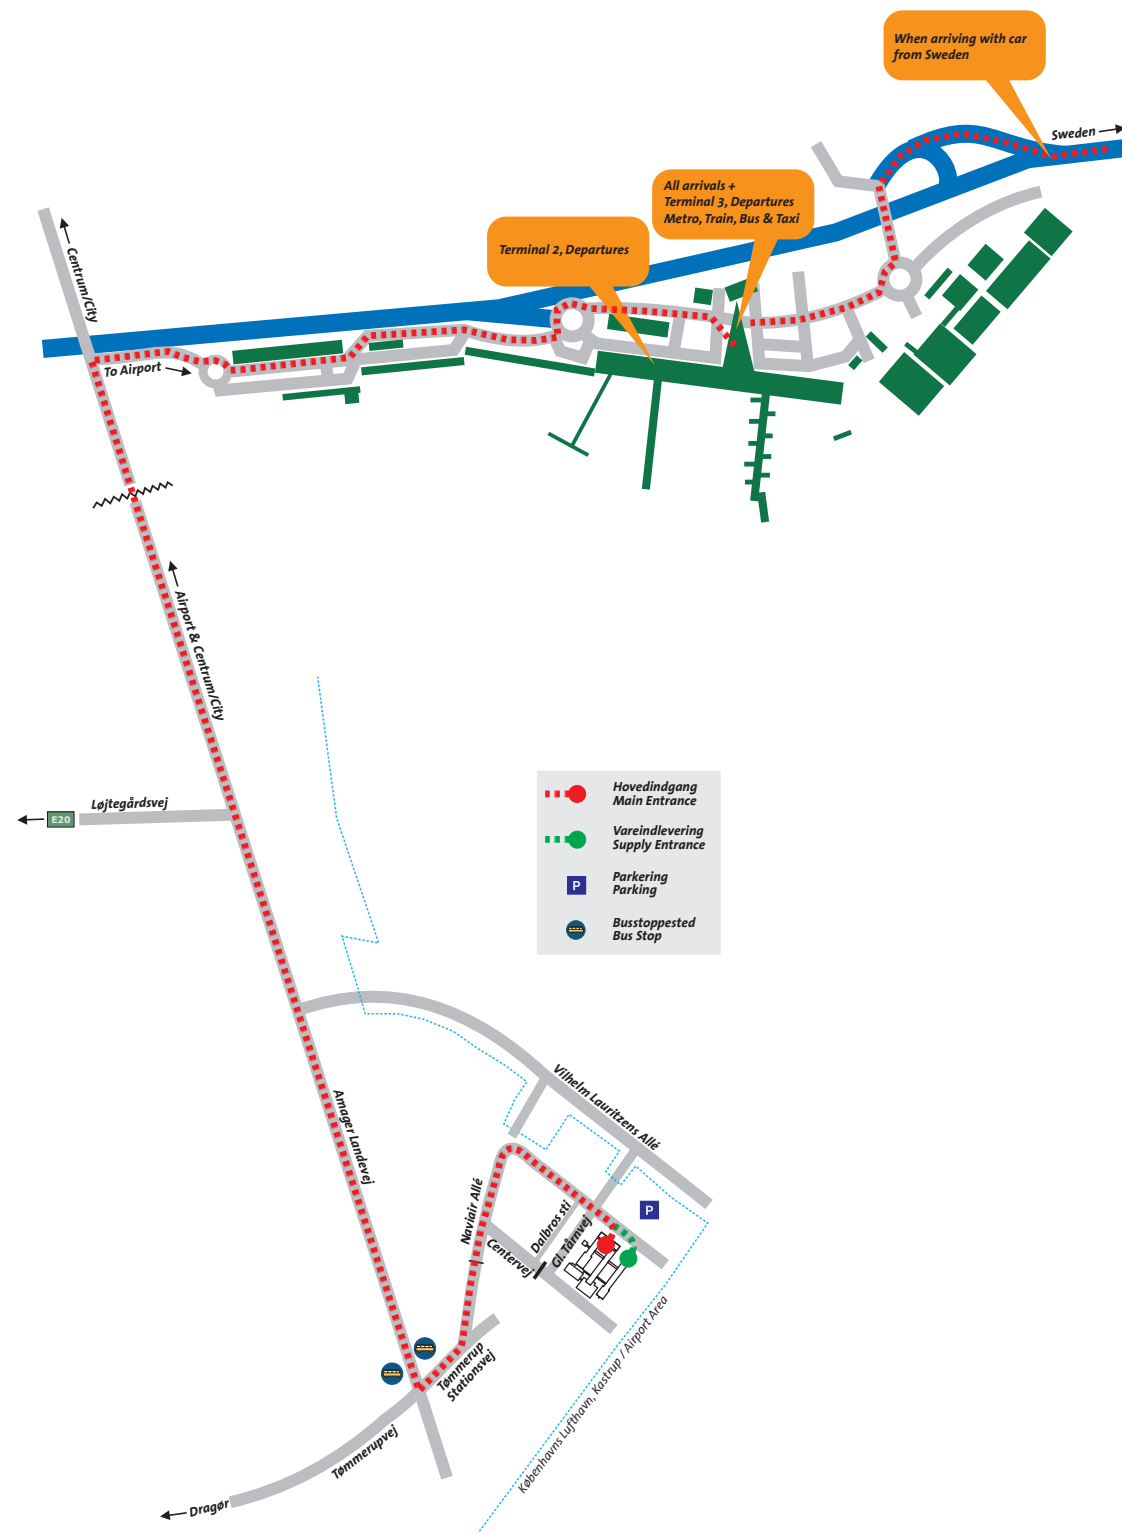 When arriving with car
from Sweden
Sweden
All arrivals +
Terminal 3, Departures
Metro, Train, Bus & Taxi
Terminal 2, Departures
Centrum/City
To Airport
Airport & Centrum/City
Løjtegårdsvej
E20
Hovedindgang
Main Entrance
Vareindlevering
Supply Entrance
P
Parkering
Parking
Busstoppested
Bus Stop
Vilhelm Lauritzens Allé
Amager Landevej
Naviair Allé
Dalbros sti
Gl. Tårnvej
P
Centervej
Tømmerup
Stationsvej
Københavns Lufthavn, Kastrup / Airport Area
Tømmerupvej
Dragør